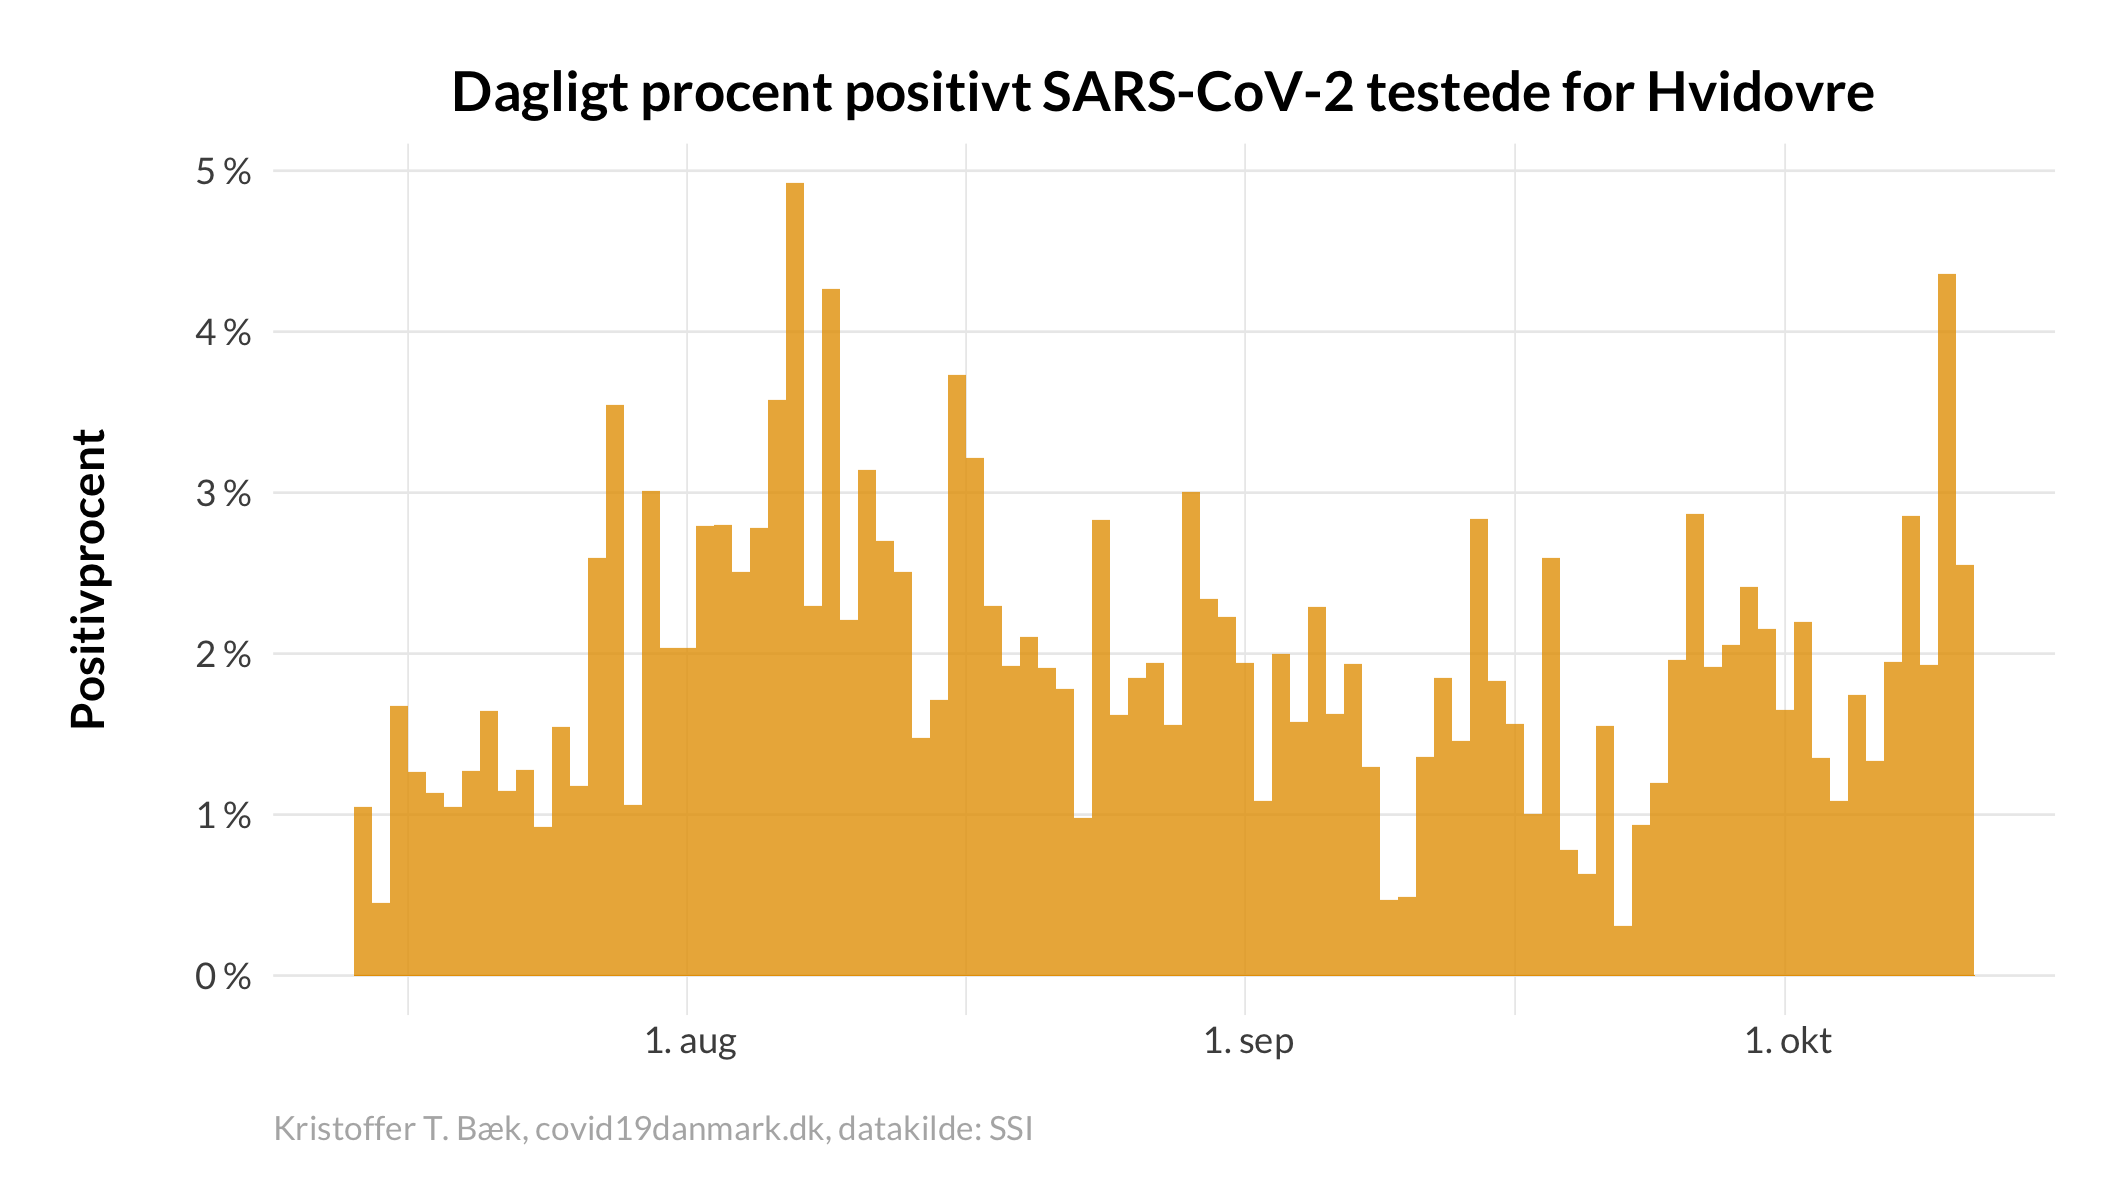 Dagligt procent positivt SARS-CoV-2 testede for Hvidovre
Positivprocent
5 %
4 %
3 %
2 %
1 %
0 %
1. aug
1. sep
1. okt
Kristoffer T. Bæk, covid19danmark.dk, datakilde: SSI